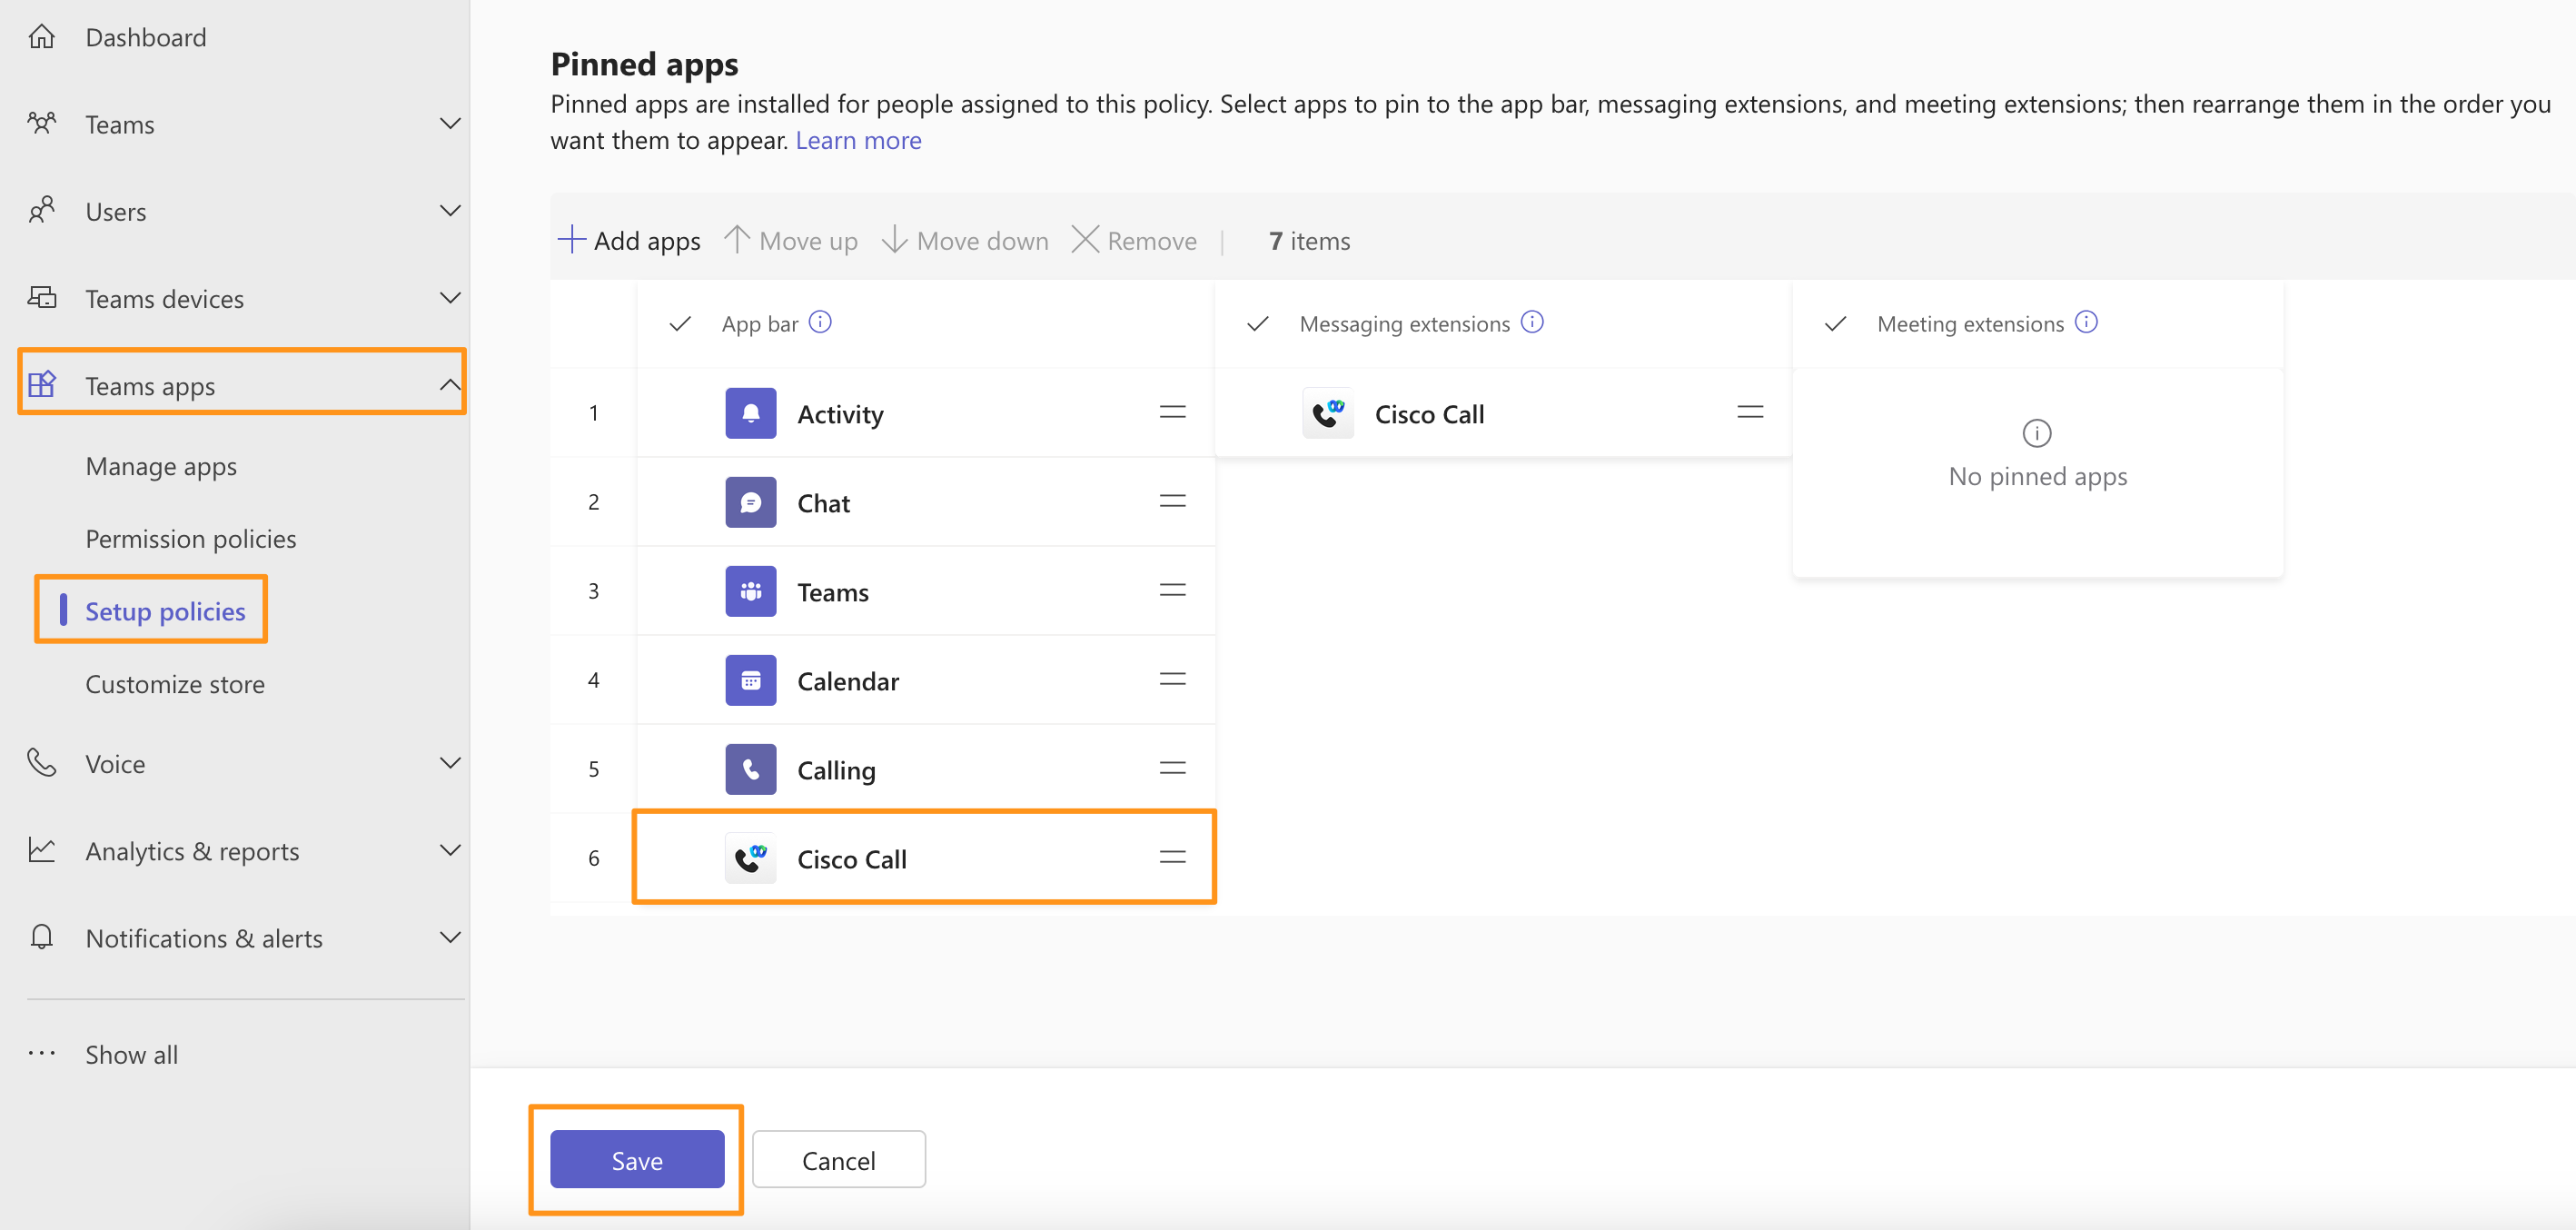 Dashboard
Teams
Users
Teams devices
Teams apps
Manage apps
Permission policies
Setup policies
Customize store
Voice
Analytics & reports
Notifications & alerts
Show all
Pinned apps
Pinned apps are installed for people assigned to this policy. Select apps to pin to the app bar, messaging extensions, and meeting extensions; then rearrange them in the order you
want them to appear. Learn more
Add apps Move up Move down Remove | 7 items
App bar Messaging extensions Meeting extensions
1 Activity Cisco Call
No pinned apps
2 Chat
3 Teams
4 Calendar
5 Calling
6 Cisco Call
Save Cancel